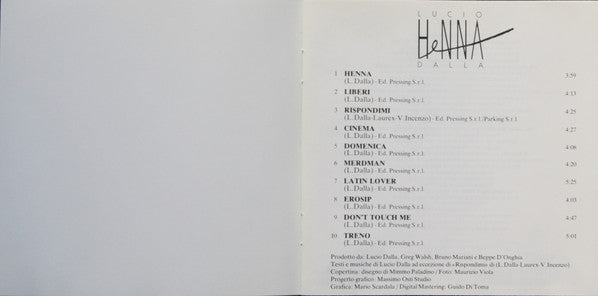 LUCIO
HeNNA
DALLA
1 HENNA 3:59
(L. Dalla) - Ed. Pressing S.r.l.
2 LIBERI 4:13
(L. Dalla) - Ed. Pressing S.r.l.
3 RISPONDIMI 4:25
(L. Dalla-Laurex-V. Incenzo) - Ed. Pressing S.r.l./Parking S.r.l.
4 CINEMA 4:27
(L. Dalla) - Ed. Pressing S.r.l.
5 DOMENICA 4:08
(L. Dalla) - Ed. Pressing S.r.l.
6 MERDMAN 4:20
(L. Dalla) - Ed. Pressing S.r.l.
7 LATIN LOVER 5:25
(L. Dalla) - Ed. Pressing S.r.l.
8 EROSIP 4:03
(L. Dalla) - Ed. Pressing S.r.l.
9 DON'T TOUCH ME 4:47
(L. Dalla) - Ed. Pressing S.r.l.
10 TRENO 5:01
(L. Dalla) - Ed. Pressing S.r.l.
Prodotto da: Lucio Dalla, Greg Walsh, Bruno Mariani e Beppe D'Onghia
Testi e musiche di Lucio Dalla ad eccezione di «Rispondimi» di (L. Dalla-Laurex-V. Incenzo)
Copertina: disegno di Mimmo Paladino / Foto: Maurizio Viola
Progetto grafico: Massimo Osti Studio
Grafica: Mario Scardala / Digital Mastering: Guido Di Toma